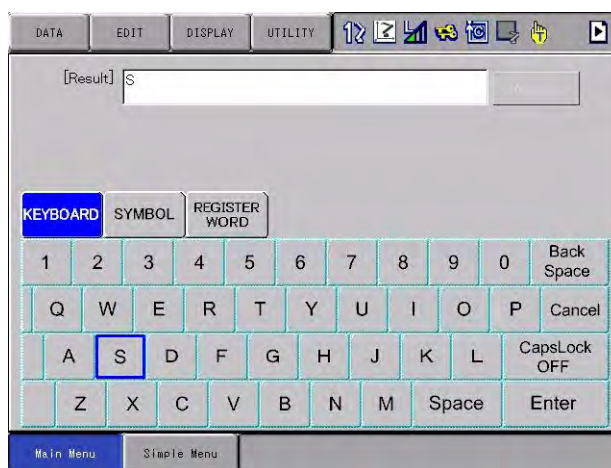 DATA EDIT DISPLAY UTILITY
[Result] S
KEYBOARD SYMBOL REGISTER WORD
1 2 3 4 5 6 7 8 9 0 Back Space
Q W E R T Y U I O P Cancel
A S D F G H J K L CapsLock OFF
Z X C V B N M Space Enter
Main Menu Simple Menu